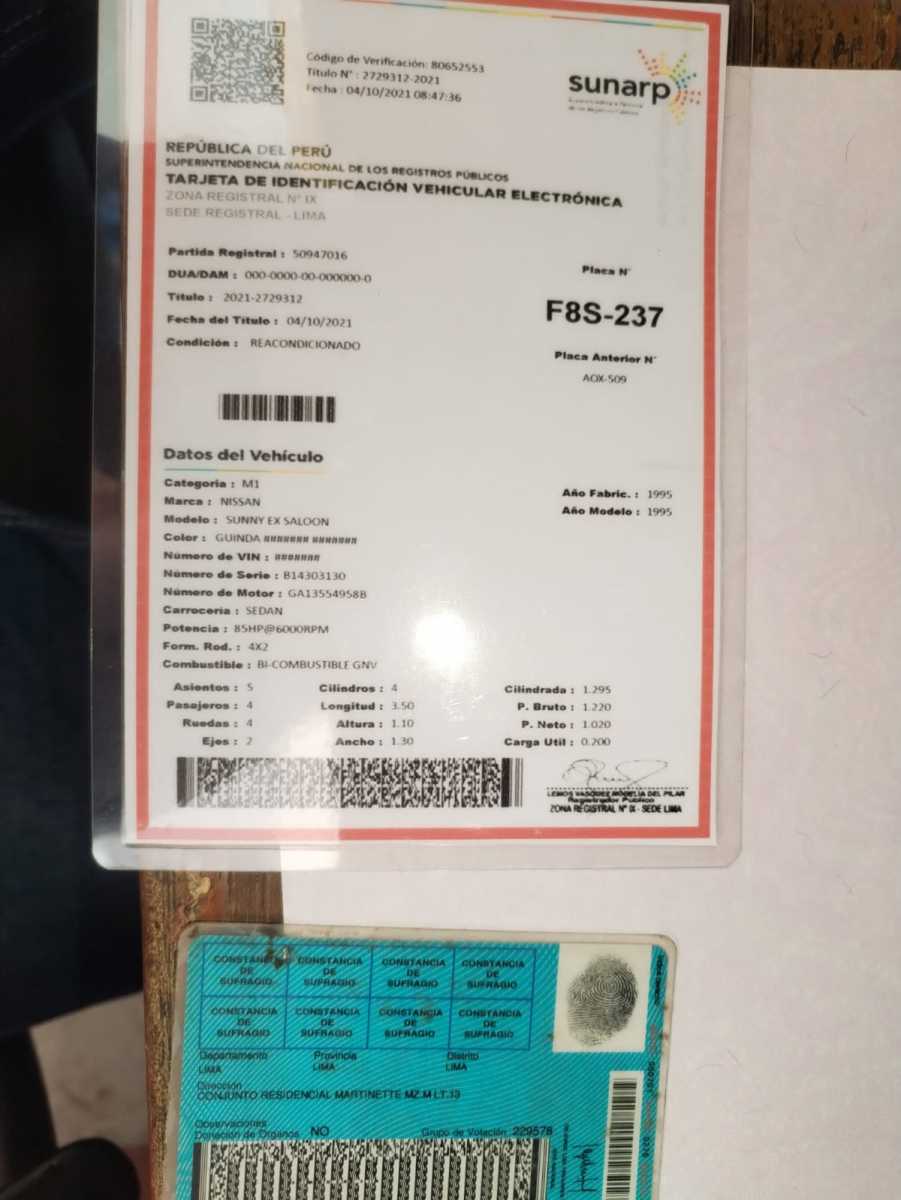 Código de Verificación: 80652553
Título N° : 2729312-2021
Fecha : 04/10/2021 08:47:36
sunarp
REPÚBLICA DEL PERÚ
SUPERINTENDENCIA NACIONAL DE LOS REGISTROS PÚBLICOS
TARJETA DE IDENTIFICACIÓN VEHICULAR ELECTRÓNICA
ZONA REGISTRAL N° IX
SEDE REGISTRAL - LIMA
Partida Registral : 50947016
DUA/DAM : 000-0000-00-000000-0
Título : 2021-2729312
Fecha del Título : 04/10/2021
Condición : REACONDICIONADO
Placa N°
F8S-237
Placa Anterior N°
AOX-509
Datos del Vehículo
Categoria : M1
Marca : NISSAN
Modelo : SUNNY EX SALOON
Color : GUINDA ####### #######
Número de VIN : #######
Número de Serie : B14303130
Número de Motor : GA13554958B
Carroceria : SEDAN
Potencia : 85HP@6000RPM
Form. Rod. : 4X2
Combustible : BI-COMBUSTIBLE GNV
Año Fabric. : 1995
Año Modelo : 1995
Asientos : 5 Cilindros : 4 Cilindrada : 1.295
Pasajeros : 4 Longitud : 3.50 P. Bruto : 1.220
Ruedas : 4 Altura : 1.10 P. Neto : 1.020
Ejes : 2 Ancho : 1.30 Carga Util : 0.200
LEMOS VASQUEZ MODELIA DEL PILAR
Registrador Público
ZONA REGISTRAL N° IX - SEDE LIMA
CONSTANCIA DE SUFRAGIO
CONSTANCIA DE SUFRAGIO
CONSTANCIA DE SUFRAGIO
CONSTANCIA DE SUFRAGIO
CONSTANCIA DE SUFRAGIO
CONSTANCIA DE SUFRAGIO
CONSTANCIA DE SUFRAGIO
CONSTANCIA DE SUFRAGIO
Departamento Provincia Distrito
LIMA LIMA LIMA
Dirección
CONJUNTO RESIDENCIAL MARTINETTE MZ.M LT.13
Observaciones
Donación de Organos NO Grupo de Votación 229578